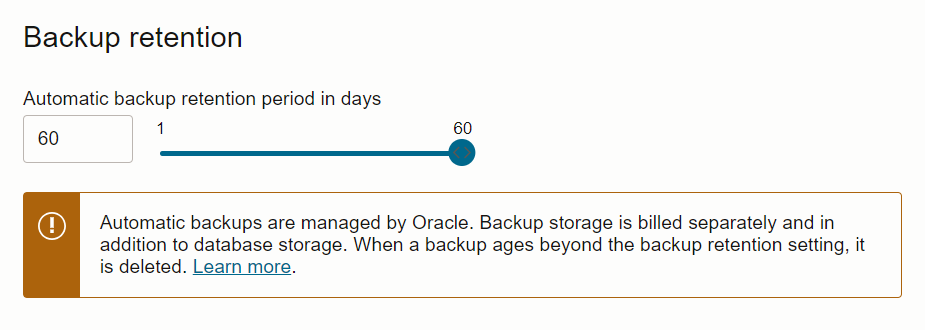 Backup retention
Automatic backup retention period in days
60
1
60
Automatic backups are managed by Oracle. Backup storage is billed separately and in
addition to database storage. When a backup ages beyond the backup retention setting, it
is deleted. Learn more.